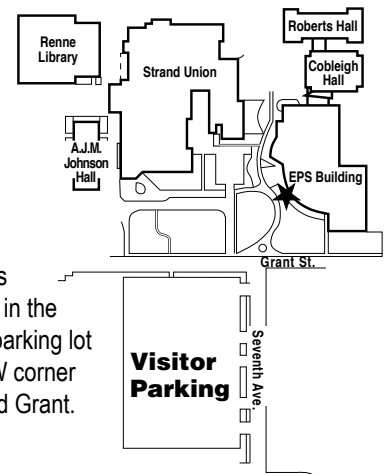 Roberts Hall
Renne
Library
Strand Union
Cobleigh
Hall
A.J.M.
Johnson
Hall
EPS Building
Grant St.
in the
parking lot
corner
d Grant.
Visitor
Parking
Seventh Ave.